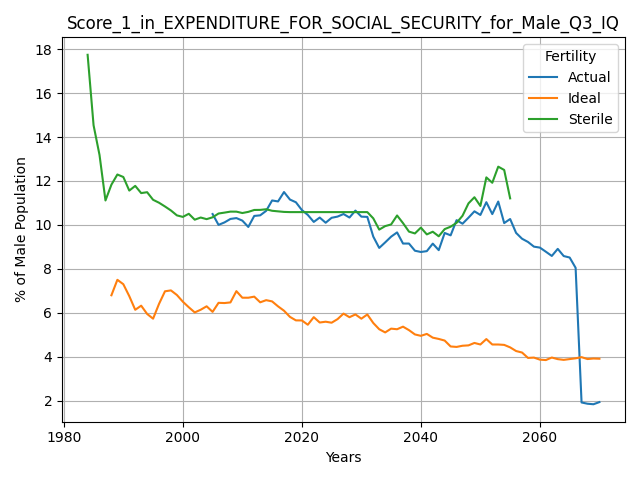 Score_1_in_EXPENDITURE_FOR_SOCIAL_SECURITY_for_Male_Q3_IQ
Fertility
Actual
Ideal
Sterile
% of Male Population
18
16
14
12
10
8
6
4
2
1980 2000 2020 2040 2060
Years